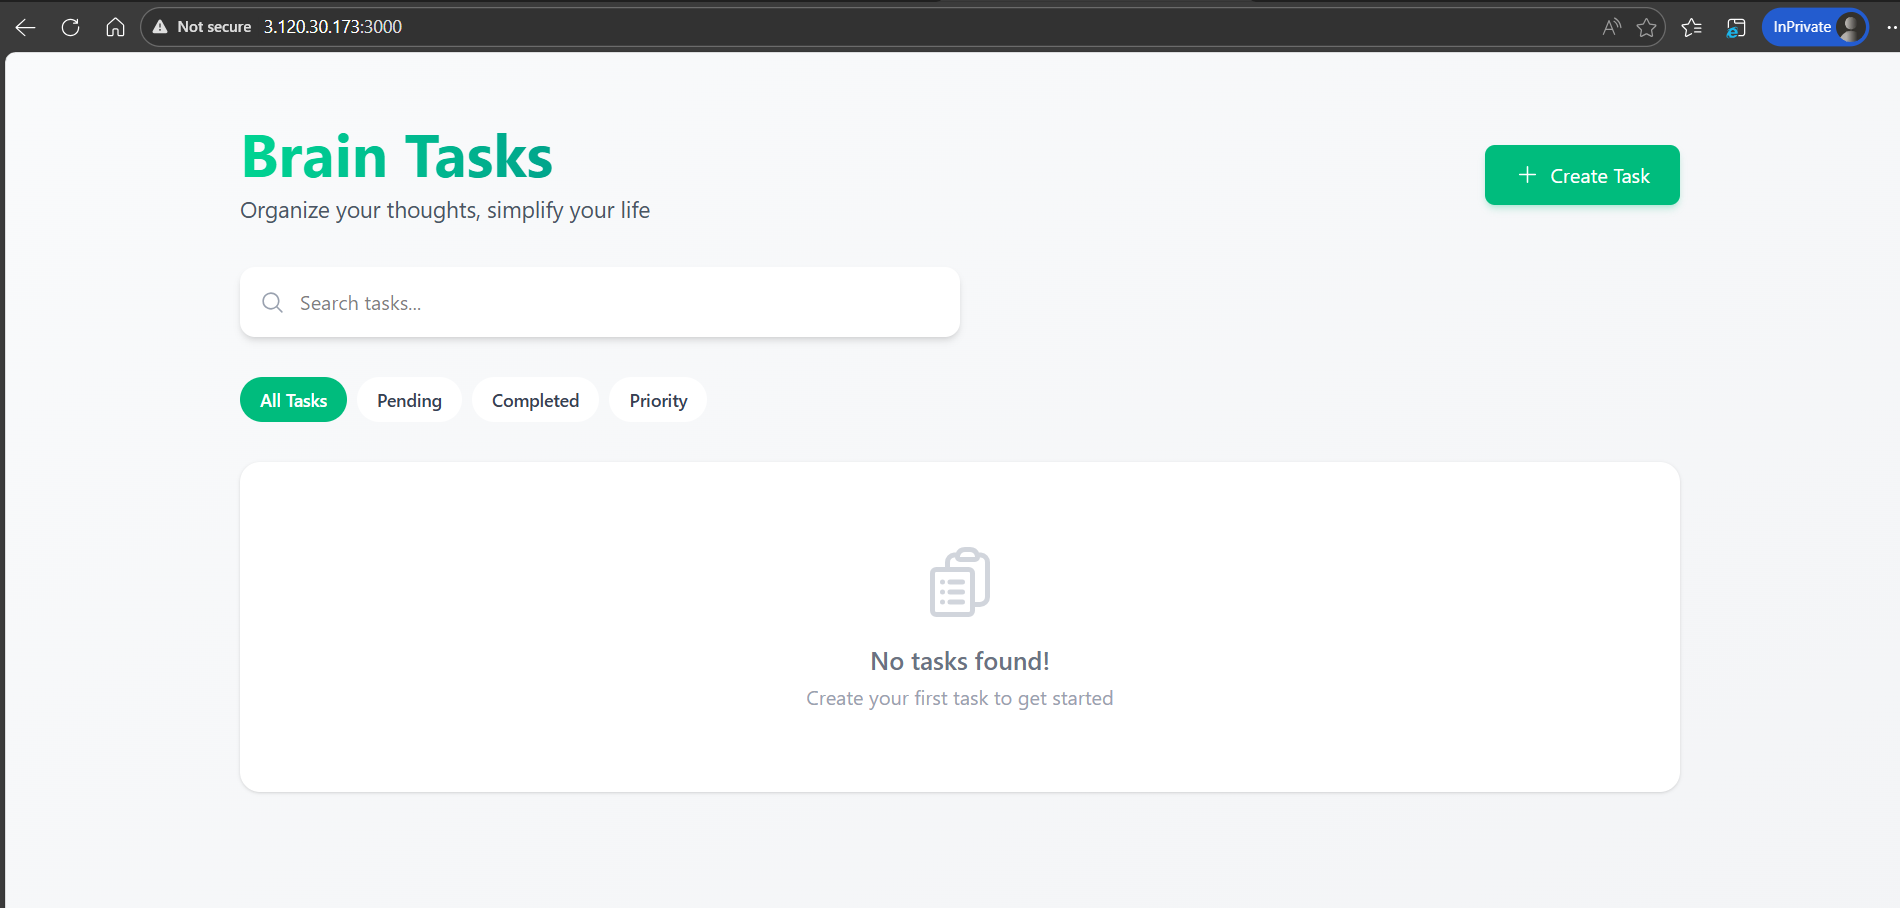 Not secure 3.120.30.173:3000
InPrivate
Brain Tasks
Organize your thoughts, simplify your life
Create Task
Search tasks...
All Tasks Pending Completed Priority
No tasks found!
Create your first task to get started